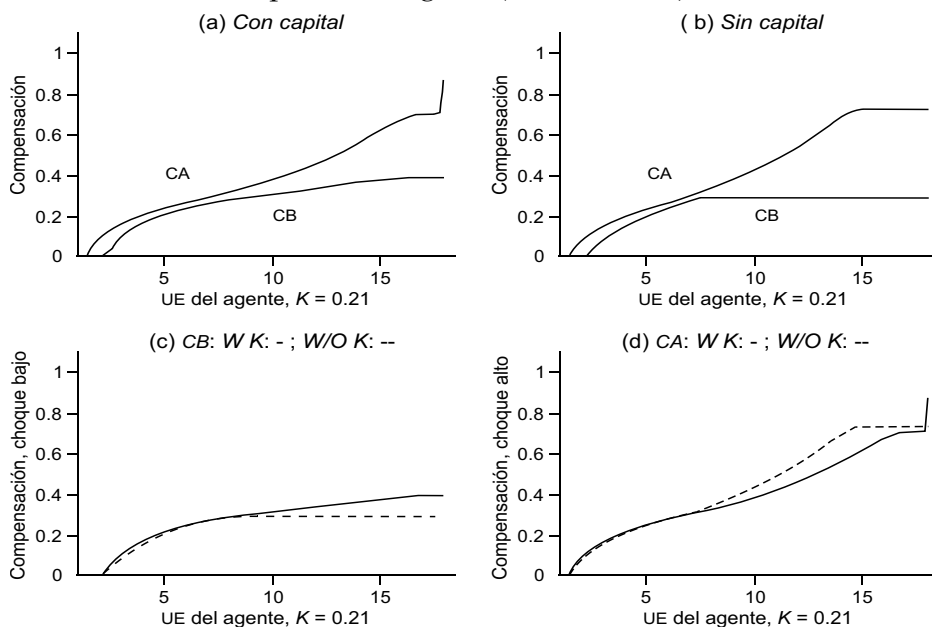 (a) Con capital
Compensación
1
0.8
0.6
0.4
0.2
0
CA
CB
5
10
15
UE del agente, K = 0.21
( b) Sin capital
Compensación
1
0.8
0.6
0.4
0.2
0
CA
CB
5
10
15
UE del agente, K = 0.21
(c) CB: W K: - ; W/O K: --
Compensación, choque bajo
1
0.8
0.6
0.4
0.2
0
5
10
15
UE del agente, K = 0.21
(d) CA: W K: - ; W/O K: --
Compensación, choque alto
1
0.8
0.6
0.4
0.2
0
5
10
15
UE del agente, K = 0.21